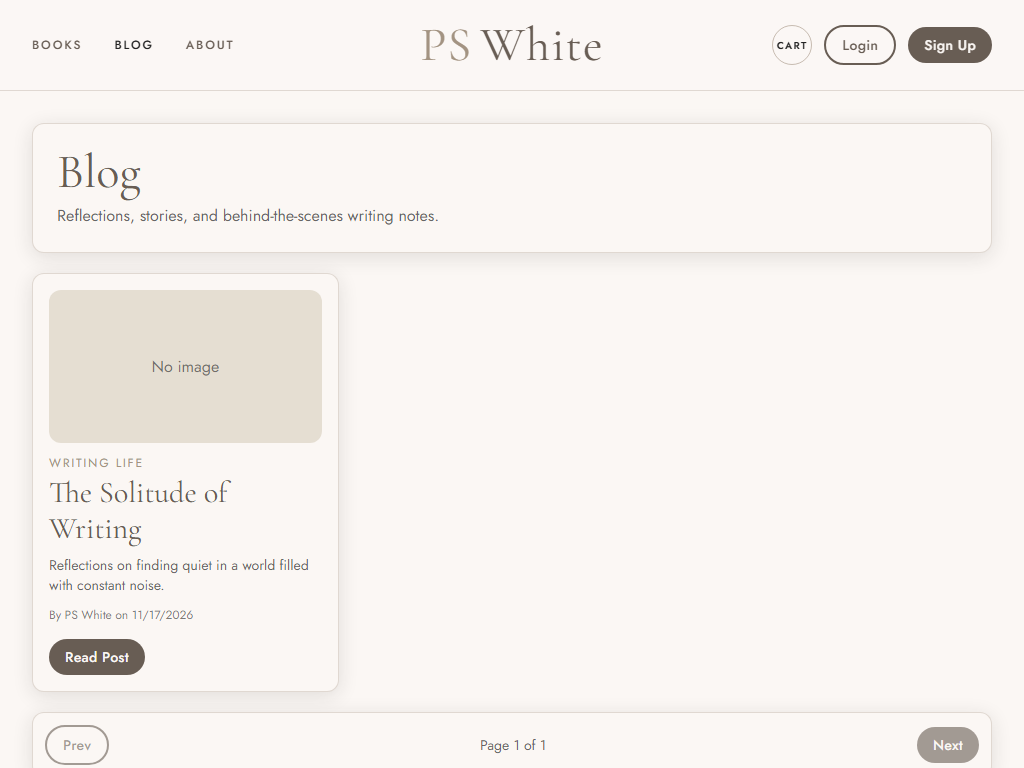 BOOKS BLOG ABOUT PS White CART Login Sign Up
Blog
Reflections, stories, and behind-the-scenes writing notes.
No image
WRITING LIFE
The Solitude of
Writing
Reflections on finding quiet in a world filled
with constant noise.
By PS White on 11/17/2026
Read Post
Prev Page 1 of 1 Next